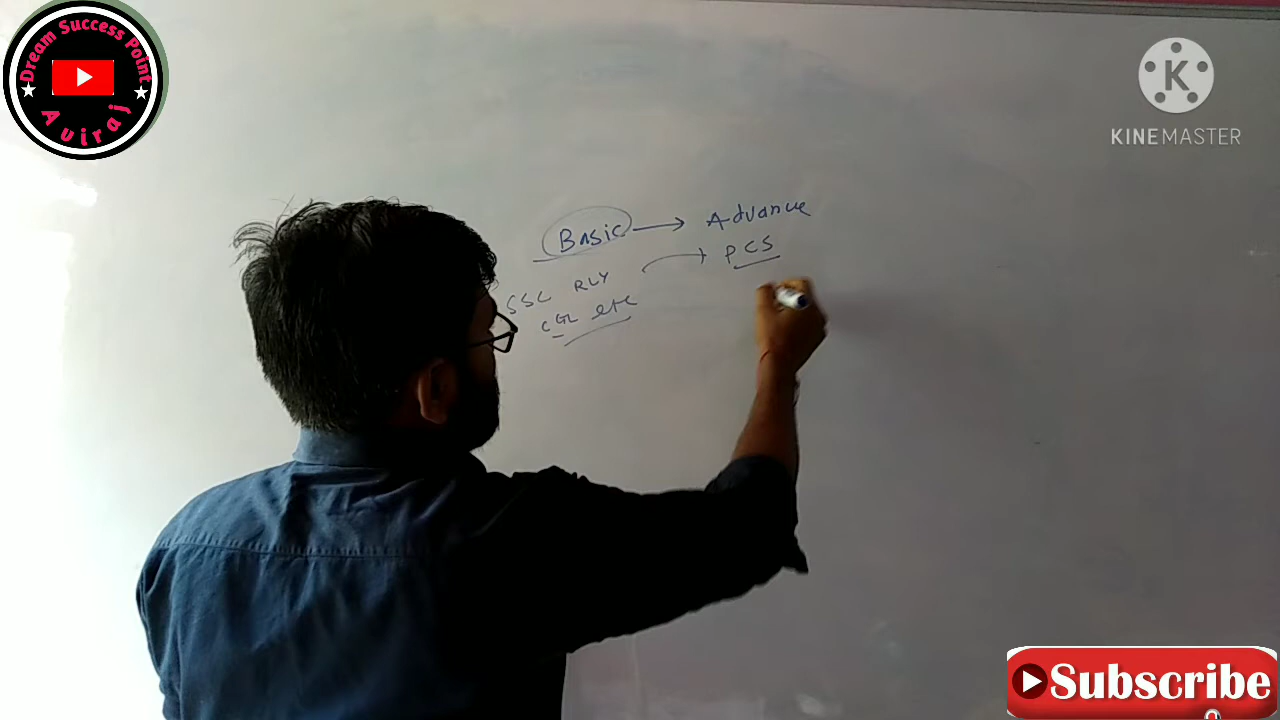 Dream Success Point
Aviraj
KINEMASTER
Basic → Advance
PCS
SSC RLY
CGL etc
Subscribe